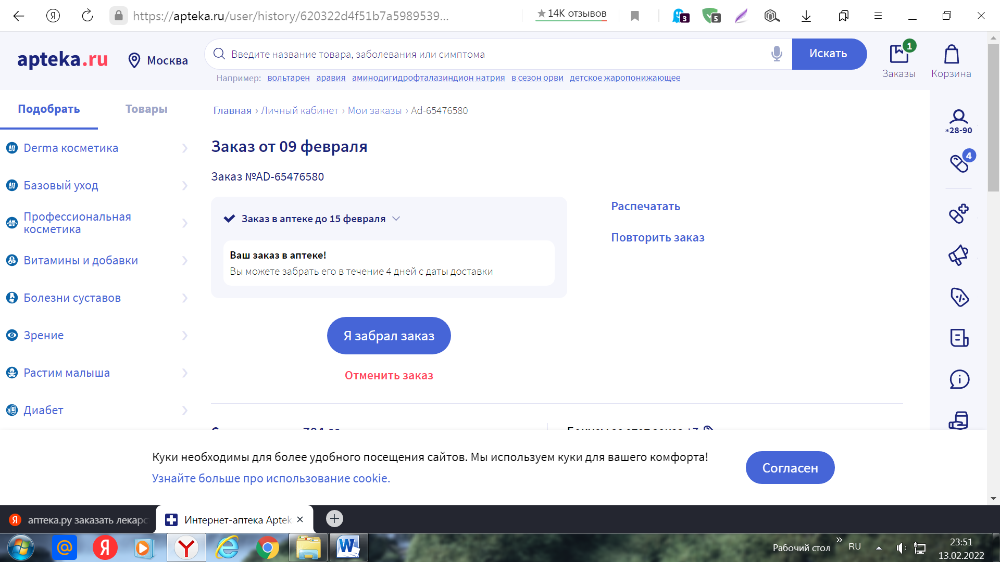 https://apteka.ru/user/history/620322d4f51b7a5989539...
★14K отзывов
3
5
apteka.ru
Москва
Введите название товара, заболевания или симптома
Искать
1
Заказы
Корзина
Например: вольтарен аравия аминодигидрофталазиндион натрия в сезон орви детское жаропонижающее
Подобрать
Товары
Главная › Личный кабинет › Мои заказы › Ad-65476580
*28-90
4
Derma косметика
Базовый уход
Профессиональная
косметика
Витамины и добавки
Болезни суставов
Зрение
Растим малыша
Диабет
Заказ от 09 февраля
Заказ №AD-65476580
Заказ в аптеке до 15 февраля
Ваш заказ в аптеке!
Вы можете забрать его в течение 4 дней с даты доставки
Распечатать
Повторить заказ
Я забрал заказ
Отменить заказ
Куки необходимы для более удобного посещения сайтов. Мы используем куки для вашего комфорта!
Узнайте больше про использование cookie.
Согласен
аптека.ру заказать лекарс
Интернет-аптека Aptek
Рабочий стол
RU
23:51
13.02.2022